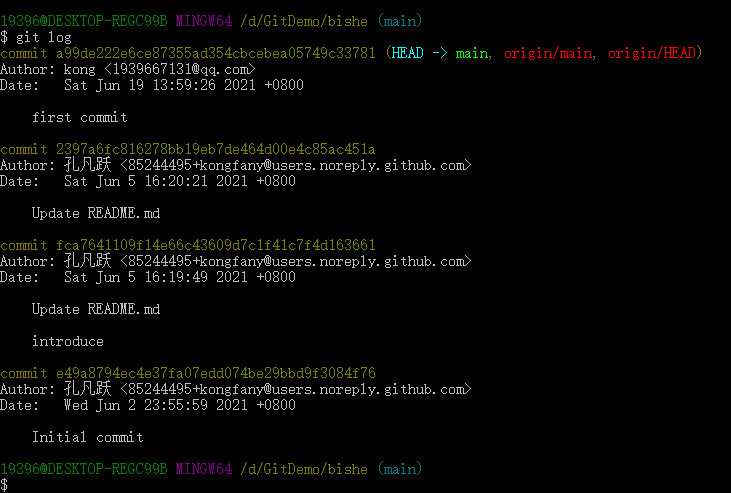 19396@DESKTOP-REGC99B MINGW64 /d/GitDemo/bishe (main)
$ git log
commit a99de222e6ce87355ad354cbcebea05749c33781 (HEAD -> main, origin/main, origin/HEAD)
Author: kong <1939667131@qq.com>
Date:   Sat Jun 19 13:59:26 2021 +0800
    first commit
commit 2397a6fc816278bb19eb7de464d00e4c85ac451a
Author: 孔凡跃 <85244495+kongfany@users.noreply.github.com>
Date:   Sat Jun 5 16:20:21 2021 +0800
    Update README.md
commit fca7641109f14e66c43609d7c1f41c7f4d163661
Author: 孔凡跃 <85244495+kongfany@users.noreply.github.com>
Date:   Sat Jun 5 16:19:49 2021 +0800
    Update README.md
    introduce
commit e49a8794ec4e37fa07edd074be29bbd9f3084f76
Author: 孔凡跃 <85244495+kongfany@users.noreply.github.com>
Date:   Wed Jun 2 23:55:59 2021 +0800
    Initial commit
19396@DESKTOP-REGC99B MINGW64 /d/GitDemo/bishe (main)
$